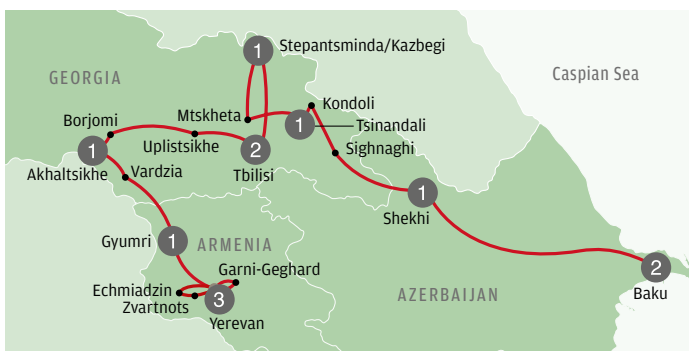 1
Stepantsminda/Kazbegi
GEORGIA
Caspian Sea
Kondoli
Mtskheta
Borjomi
1
Tsinandali
Uplistsikhe
1
2
Sighnaghi
Akhaltsikhe
Vardzia
Tbilisi
1
Shekhi
Gyumri
1
ARMENIA
Garni-Geghard
2
Echmiadzin
Zvartnots
3
Yerevan
AZERBAIJAN
Baku